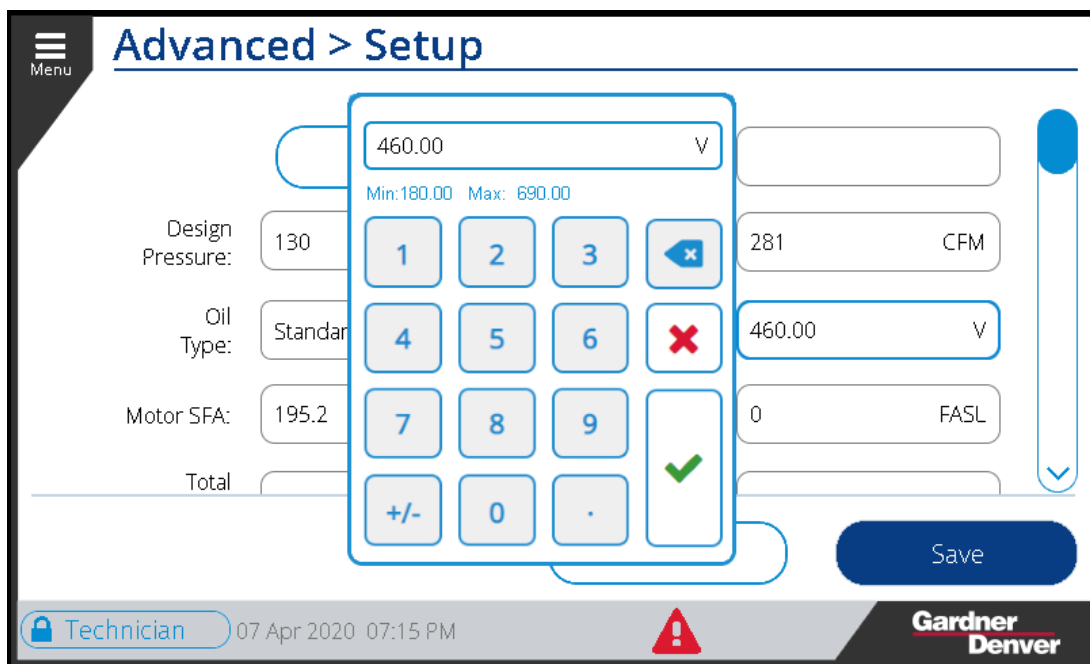 Menu
Advanced > Setup
460.00 V
Min:180.00 Max: 690.00
1 2 3
4 5 6
7 8 9
+/- 0 .
Design
Pressure:
130
281 CFM
Oil
Type:
Standar
460.00 V
Motor SFA:
195.2
0 FASL
Total
Save
Technician
07 Apr 2020 07:15 PM
Gardner
Denver